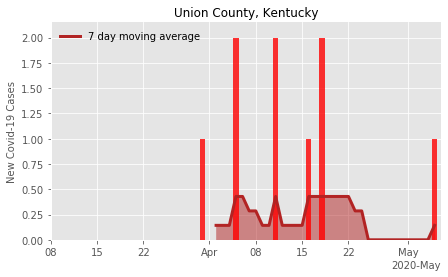 Union County, Kentucky
7 day moving average
New Covid-19 Cases
2.00
1.75
1.50
1.25
1.00
0.75
0.50
0.25
0.00
08 15 22 Apr 08 15 22 May
2020-May